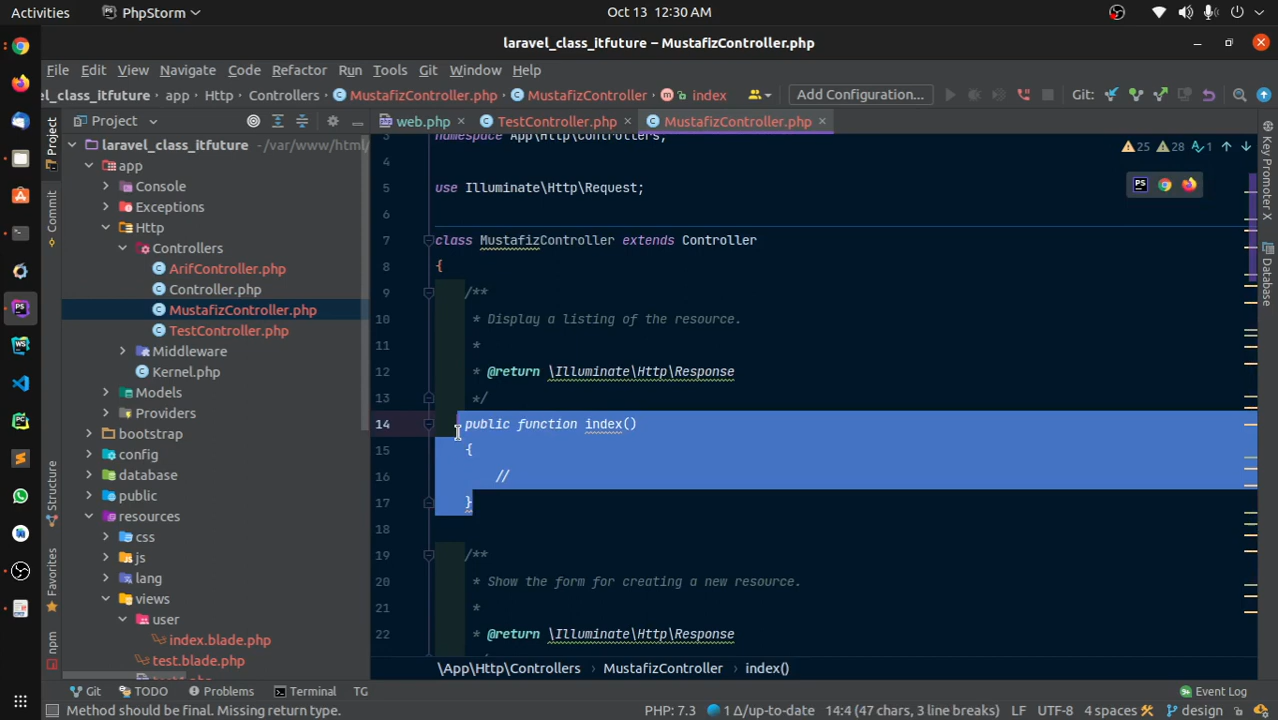 Activities PhpStorm Oct 13 12:30 AM
laravel_class_itfuture – MustafizController.php
File Edit View Navigate Code Refactor Run Tools Git Window Help
el_class_itfuture app Http Controllers MustafizController.php MustafizController index Add Configuration... Git:
Project web.php TestController.php MustafizController.php
laravel_class_itfuture ~/var/www/html/
app
Console
Exceptions
Http
Controllers
ArifController.php
Controller.php
MustafizController.php
TestController.php
Middleware
Kernel.php
Models
Providers
bootstrap
config
database
public
resources
css
js
lang
views
user
index.blade.php
test.blade.php
Project
Commit
Structure
Favorites
npm
3 namespace App\Http\Controllers;
4
5 use Illuminate\Http\Request;
6
7 class MustafizController extends Controller
8 {
9 /**
10 * Display a listing of the resource.
11 *
12 * @return \Illuminate\Http\Response
13 */
14 public function index()
15 {
16 //
17 }
18
19 /**
20 * Show the form for creating a new resource.
21 *
22 * @return \Illuminate\Http\Response
25 28 1
Key Promoter X
Database
\App\Http\Controllers MustafizController index()
Git TODO Problems Terminal TG Event Log
Method should be final. Missing return type. PHP: 7.3 1 Δ/up-to-date 14:4 (47 chars, 3 line breaks) LF UTF-8 4 spaces design